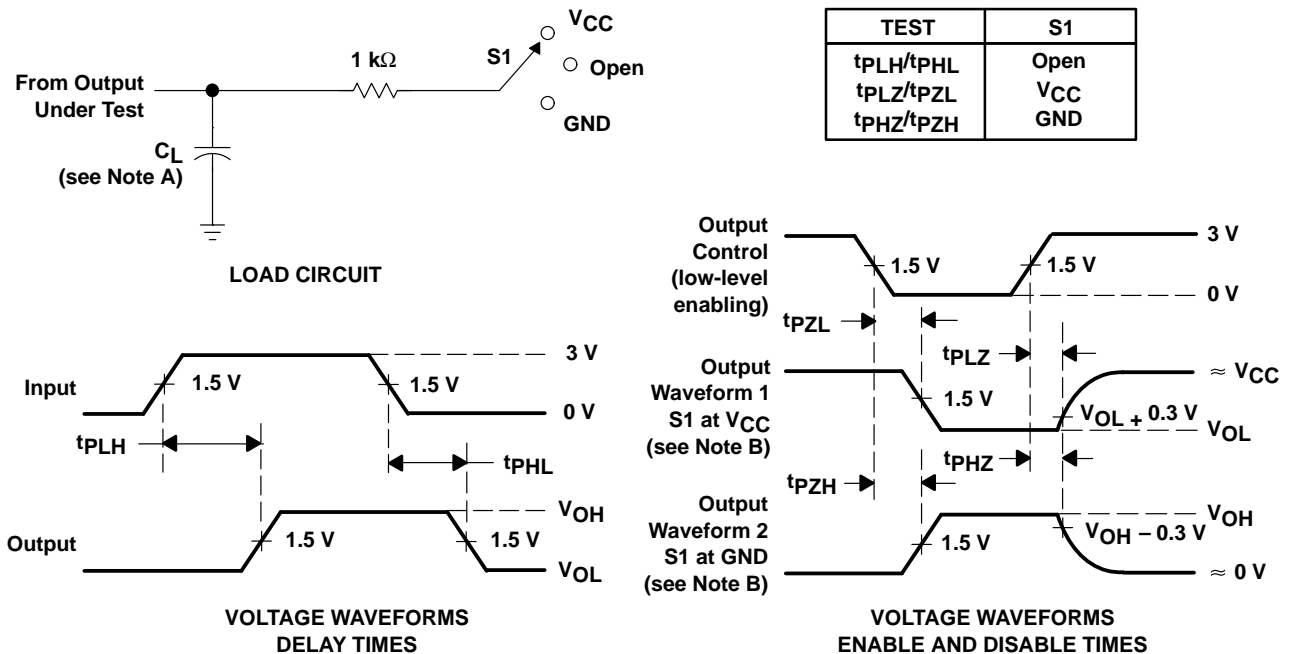 VCC
S1
1 kΩ
Open
GND
From Output
Under Test
CL
(see Note A)
LOAD CIRCUIT
TEST S1
tPLH/tPHL Open
tPLZ/tPZL VCC
tPHZ/tPZH GND
Input
1.5 V
1.5 V
3 V
0 V
tPLH
tPHL
Output
1.5 V
1.5 V
VOH
VOL
VOLTAGE WAVEFORMS
DELAY TIMES
Output
Control
(low-level
enabling)
1.5 V
1.5 V
3 V
0 V
tPZL
tPLZ
Output
Waveform 1
S1 at VCC
(see Note B)
1.5 V
VOL + 0.3 V
≈ VCC
VOL
tPZH
tPHZ
Output
Waveform 2
S1 at GND
(see Note B)
1.5 V
VOH − 0.3 V
VOH
≈ 0 V
VOLTAGE WAVEFORMS
ENABLE AND DISABLE TIMES